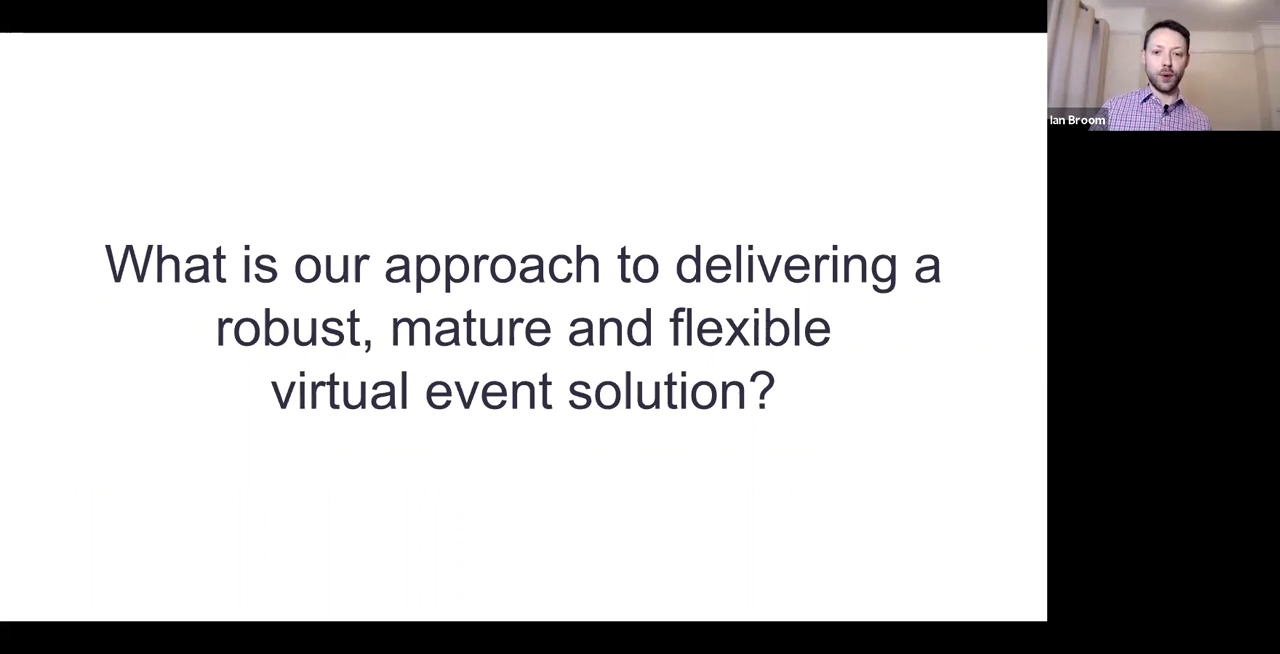 What is our approach to delivering a
robust, mature and flexible
virtual event solution?
Ian Broom